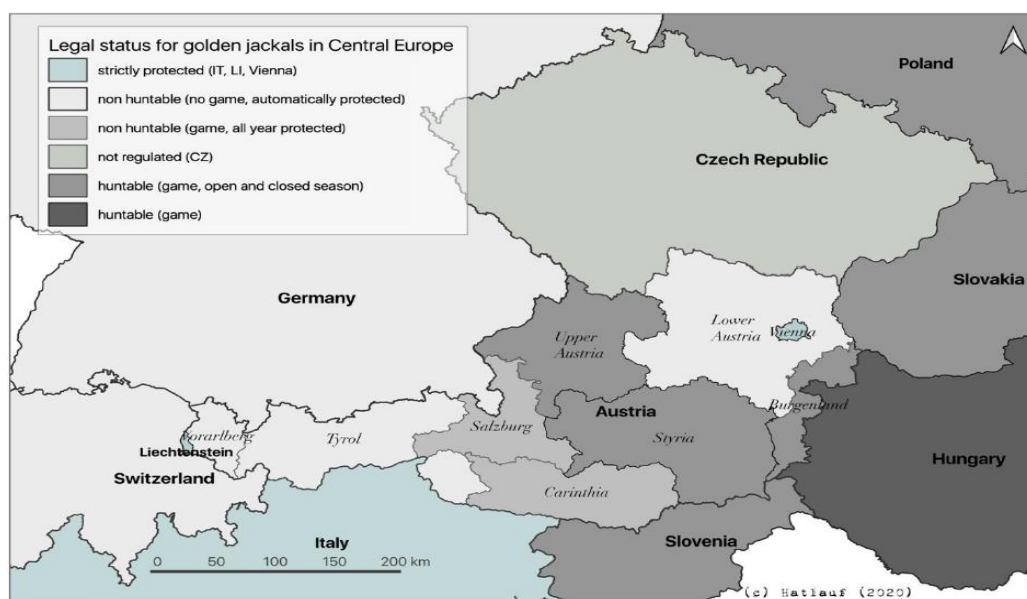 Legal status for golden jackals in Central Europe
strictly protected (IT, LI, Vienna)
non huntable (no game, automatically protected)
non huntable (game, all year protected)
not regulated (CZ)
huntable (game, open and closed season)
huntable (game)
Poland
Czech Republic
Slovakia
Germany
Lower
Austria
Vienna
Upper
Austria
Burgenland
Austria
Salzburg
Styria
Vorarlberg
Tyrol
Liechtenstein
Switzerland
Hungary
Carinthia
Slovenia
Italy
0 50 100 150 200 km
(c) Hatlauf (2020)